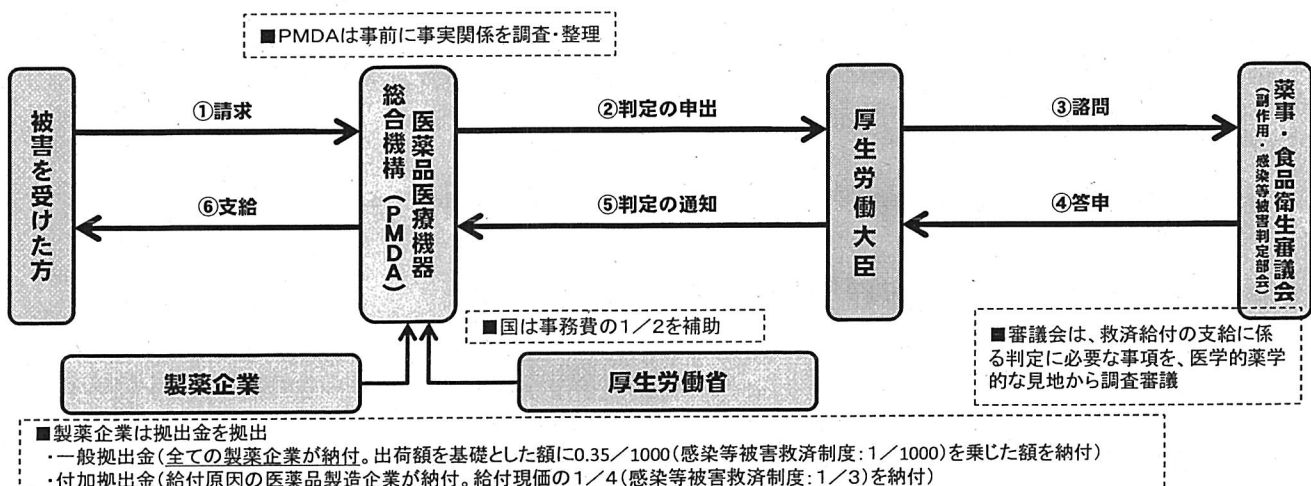 ■PMDAは事前に事実関係を調査・整理
被害を受けた方
①請求
⑥支給
医薬品医療機器
総合機構(PMDA)
②判定の申出
⑤判定の通知
厚生労働大臣
③諮問
④答申
薬事・食品衛生審議会
(副作用・感染等被害判定部会)
■国は事務費の1/2を補助
製薬企業
厚生労働省
■審議会は、救済給付の支給に係
る判定に必要な事項を、医学的薬学
的な見地から調査審議
■製薬企業は拠出金を拠出
・一般拠出金(全ての製薬企業が納付。出荷額を基礎とした額に0.35/1000(感染等被害救済制度:1/1000)を乗じた額を納付)
・付加拠出金(給付原因の医薬品製造企業が納付。給付現価の1/4(感染等被害救済制度:1/3)を納付)